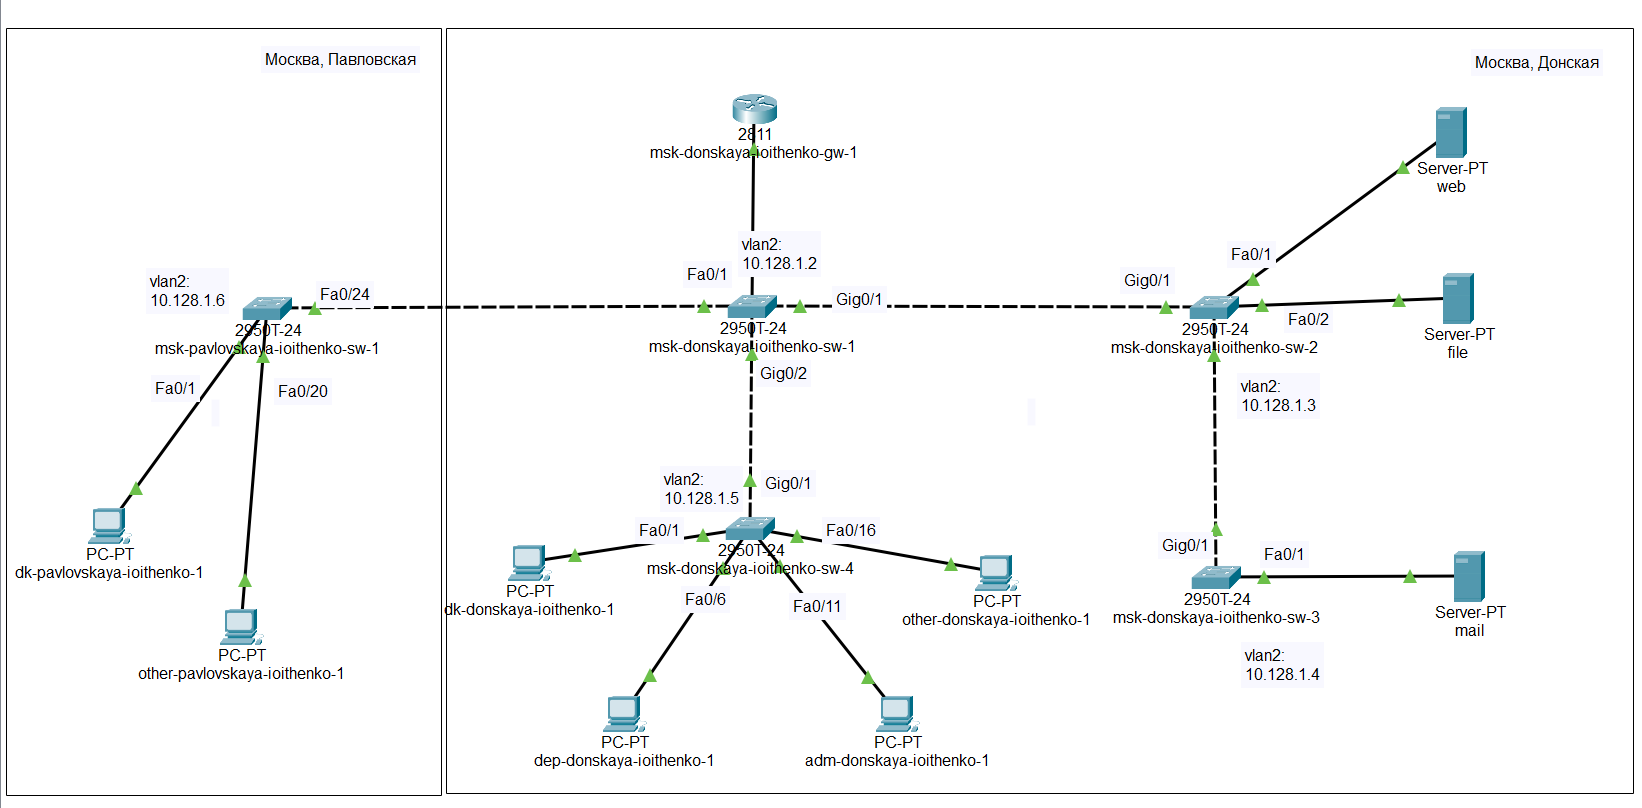 Москва, Павловская
Москва, Донская
2811
msk-donskaya-ioithenko-gw-1
Server-PT
web
vlan2:
10.128.1.2
Fa0/1
Fa0/1
Gig0/1
vlan2:
10.128.1.6
Fa0/24
Gig0/1
Fa0/2
2950T-24
msk-pavlovskaya-ioithenko-sw-1
2950T-24
msk-donskaya-ioithenko-sw-1
2950T-24
msk-donskaya-ioithenko-sw-2
Server-PT
file
Gig0/2
Fa0/1
Fa0/20
vlan2:
10.128.1.3
vlan2:
10.128.1.5
Gig0/1
Fa0/1
Fa0/16
2950T-24
msk-donskaya-ioithenko-sw-4
Gig0/1
Fa0/1
PC-PT
dk-pavlovskaya-ioithenko-1
PC-PT
dk-donskaya-ioithenko-1
Fa0/6
Fa0/11
PC-PT
other-donskaya-ioithenko-1
2950T-24
msk-donskaya-ioithenko-sw-3
Server-PT
mail
PC-PT
other-pavlovskaya-ioithenko-1
vlan2:
10.128.1.4
PC-PT
dep-donskaya-ioithenko-1
PC-PT
adm-donskaya-ioithenko-1